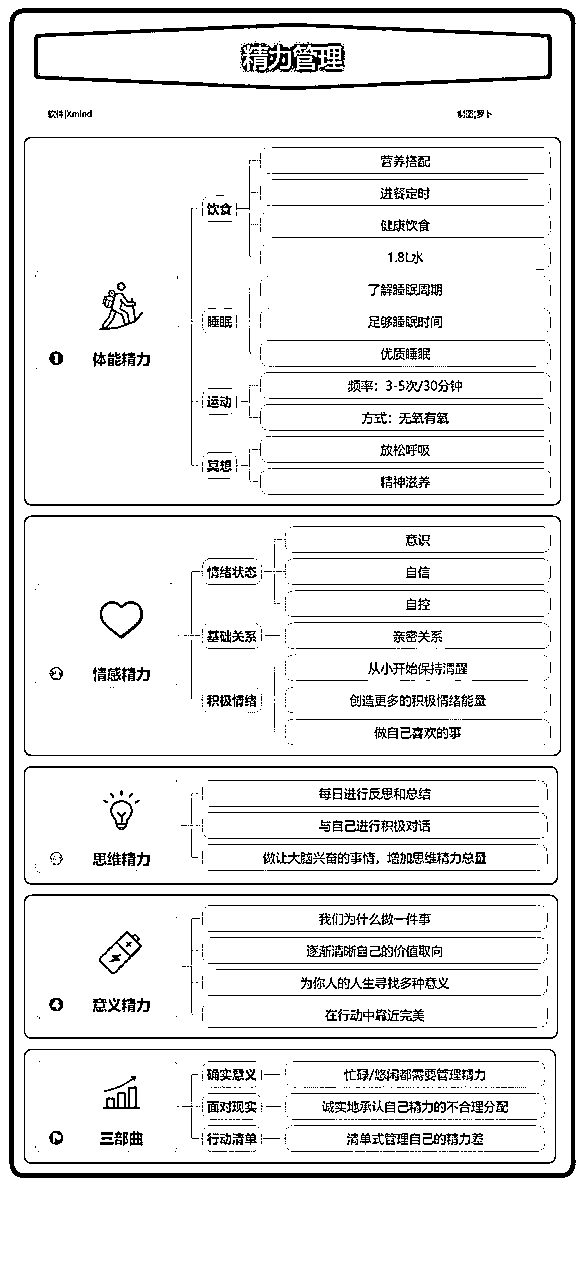 精力管理
软件|Xmind
制图|萝卜
饮食
营养搭配
进餐定时
健康饮食
1.8L水
睡眠
了解睡眠周期
足够睡眠时间
优质睡眠
1 体能精力
运动
频率：3-5次/30分钟
方式：无氧有氧
冥想
放松呼吸
精神滋养
情绪状态
意识
自信
自控
基础关系
亲密关系
2 情感精力
积极情绪
从小开始保持清醒
创造更多的积极情绪能量
做自己喜欢的事
每日进行反思和总结
与自己进行积极对话
3 思维精力
做让大脑兴奋的事情，增加思维精力总量
我们为什么做一件事
逐渐清晰自己的价值取向
为你人的人生寻找多种意义
4 意义精力
在行动中靠近完美
确实意义
忙碌/悠闲都需要管理精力
面对现实
诚实地承认自己精力的不合理分配
三部曲
行动清单
清单式管理自己的精力差